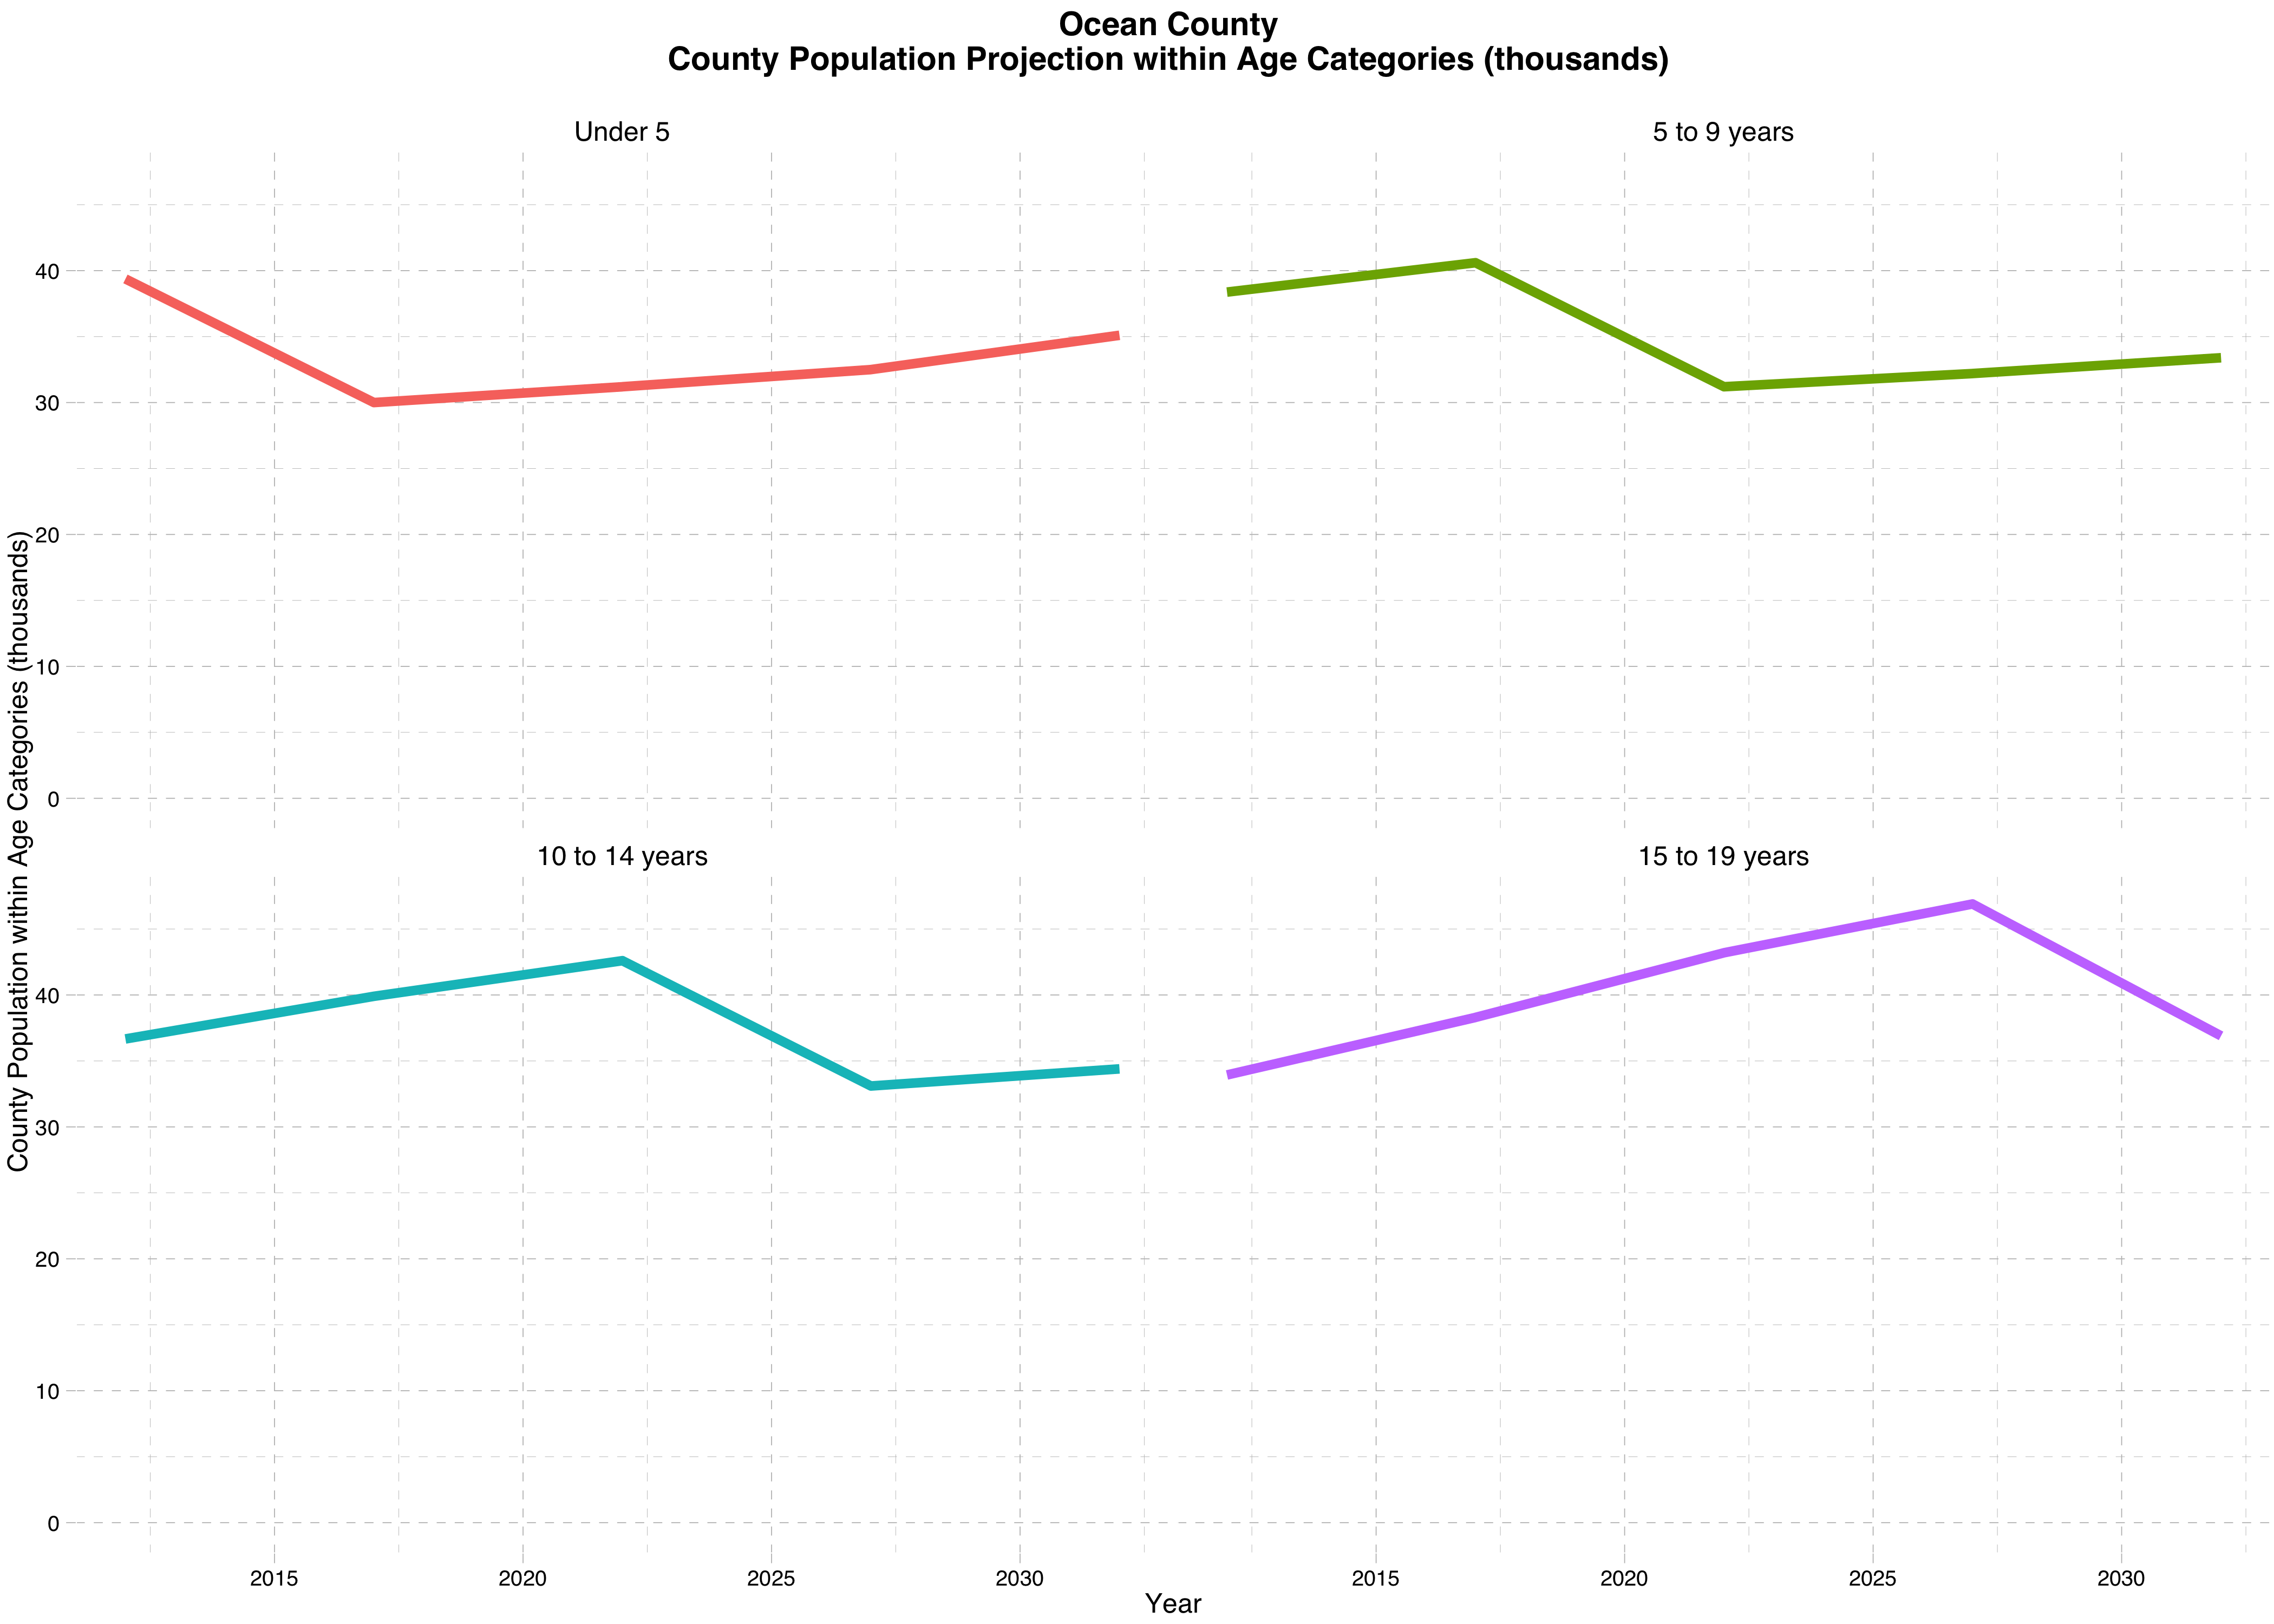 Ocean County
County Population Projection within Age Categories (thousands)
Under 5
5 to 9 years
40
30
20
10
0
County Population within Age Categories (thousands)
10 to 14 years
15 to 19 years
40
30
20
10
0
2015 2020 2025 2030 2015 2020 2025 2030
Year